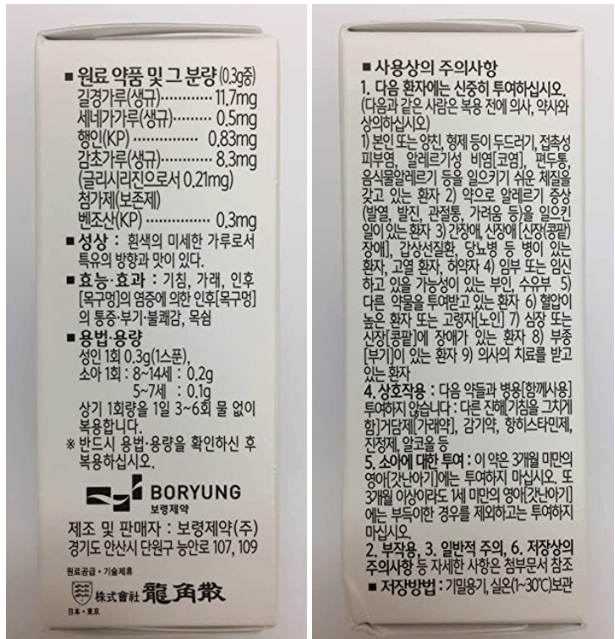 ■ 원료 약품 및 그 분량 (0.3g중)
길경가루(생규)············ 11.7mg
세네가가루(생규)········· 0.5mg
행인(KP) ················ 0.83mg
감초가루(생규)············ 8.3mg
(글리시리진으로서 0.21mg)
첨가제(보존제)
벤조산(KP) ··············· 0.3mg
■ 성상 : 흰색의 미세한 가루로서
특유의 방향과 맛이 있다.
■ 효능·효과 : 기침, 가래, 인후
[목구멍]의 염증에 의한 인후[목구멍]
의 통증·부기·불쾌감, 목쉼
■ 용법·용량
성인 1회 0.3g(1스푼),
소아 1회 : 8~14세 : 0.2g
5~7세 : 0.1g
상기 1회량을 1일 3~6회 물 없이
복용합니다.
※ 반드시 용법·용량을 확인하신 후
복용하십시오.
BORYUNG
보령제약
제조 및 판매자 : 보령제약(주)
경기도 안산시 단원구 능안로 107, 109
원료공급·기술제휴
株式會社 龍角散
日本·東京
■ 사용상의 주의사항
1. 다음 환자에는 신중히 투여하십시오.
(다음과 같은 사람은 복용 전에 의사, 약사와
상의하십시오)
1) 본인 또는 양친, 형제 등이 두드러기, 접촉성
피부염, 알레르기성 비염[코염], 편두통,
음식물알레르기 등을 일으키기 쉬운 체질을
갖고 있는 환자 2) 약으로 알레르기 증상
(발열, 발진, 관절통, 가려움 등)을 일으킨
일이 있는 환자 3) 간장애, 신장애 [신장(콩팥)
장애], 갑상선질환, 당뇨병 등 병이 있는
환자, 고열 환자, 허약자 4) 임부 또는 임신
하고 있을 가능성이 있는 부인, 수유부 5)
다른 약물을 투여받고 있는 환자 6) 혈압이
높은 환자 또는 고령자[노인] 7) 심장 또는
신장[콩팥]에 장애가 있는 환자 8) 부종
[부기]이 있는 환자 9) 의사의 치료를 받고
있는 환자
4. 상호작용 : 다음 약들과 병용[함께사용]
투여하지 않습니다 : 다른 진해[기침을 그치게
함]거담제[가래약], 감기약, 항히스타민제,
진정제, 알코올 등
5. 소아에 대한 투여 : 이 약은 3개월 미만의
영아[갓난아기]에는 투여하지 마십시오. 또
3개월 이상이라도 1세 미만의 영아[갓난아기]
에는 부득이한 경우를 제외하고는 투여하지
마십시오.
2. 부작용, 3. 일반적 주의, 6. 저장상의
주의사항 등 자세한 사항은 첨부문서 참조
■ 저장방법 : 기밀용기, 실온(1~30℃)보관